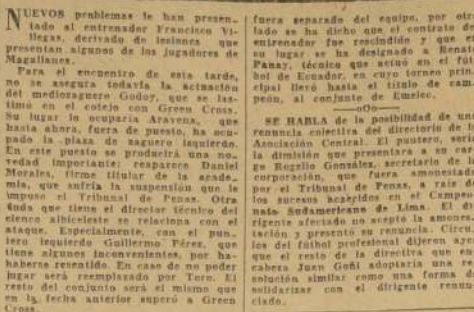 NUEVOS problemas le han presen-
tado al entrenador Francisco Vi-
llegas, derivado de lesiones que
presentan algunos de los jugadores de
Magallanes.
Para el encuentro de esta tarde,
no se asegura todavía la actuación
del mediozaguero Godoy, que se las-
timó en el cotejo con Green Cross.
Su lugar lo ocuparía Aravena, que
hasta ahora, fuera de puesto, ha ocu-
pado la plaza de zaguero izquierdo.
En este puesto se producirá una no-
vedad importante: reaparece Daniel
Morales, firme titular de la acade-
mia, que sufría la suspensión que le
impuso el Tribunal de Penas. Otra
duda que tiene el director técnico del
elenco albiceleste se relaciona con el
ataque. Especialmente, con el pun-
tero izquierdo Guillermo Pérez, que
tiene algunos inconvenientes, por ha-
berse resentido. En caso de no poder
jugar será reemplazado por Toro. El
resto del conjunto será el mismo que
en la fecha anterior superó a Green
Cross.
fuera separado del equipo, por otro
lado se ha dicho que el contrato del
entrenador fue rescindido y que en
su lugar se ha designado a Renato
Panay, técnico que actuó en el fút-
bol de Ecuador, en cuyo torneo prin-
cipal llevó hasta el título de cam-
peón, al conjunto de Emelec.
—oOo—
SE HABLA de la posibilidad de una
renuncia colectiva del directorio de la
Asociación Central. El puntero, sería
la dimisión que presentara a su car-
go Rogelio González, secretario de la
corporación, que fuera amonestado
por el Tribunal de Penas, a raíz de
los sucesos acaecidos en el Campeo-
nato Sudamericano de Lima. El di-
rigente afectado no aceptó la amones-
tación y presentó su renuncia. Círcu-
los del fútbol profesional dijeron ayer
que el resto de la directiva que en-
cabeza Juan Goñi adoptaría una re-
solución similar como una forma de
solidarizar con el dirigente renun-
ciado.